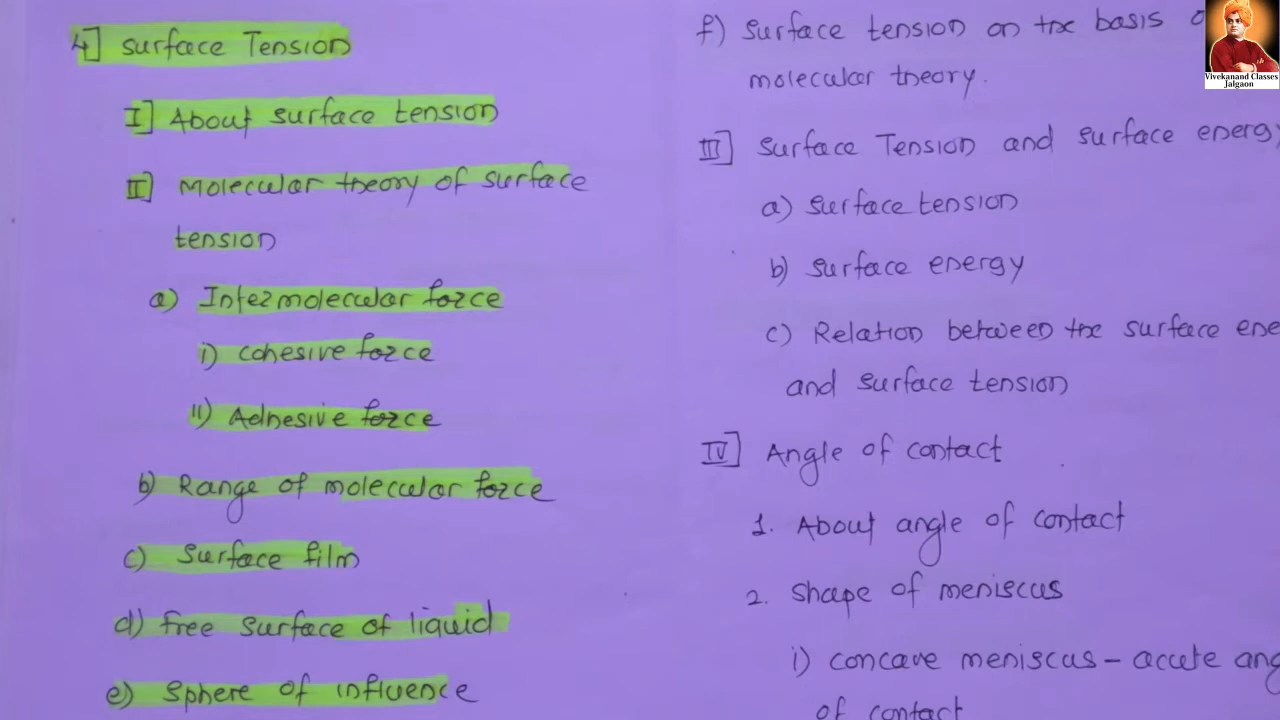 4] Surface Tension
I] About surface tension
II] Molecular theory of surface
tension
a) Intermolecular force
i) cohesive force
ii) Adhesive force
b) Range of molecular force
c) Surface film
d) free surface of liquid
e) Sphere of influence
f) Surface tension on the basis o
molecular theory.
III] Surface Tension and surface energy
a) Surface tension
b) Surface energy
c) Relation between the surface ene
and surface tension
IV] Angle of contact
1. About angle of contact
2. Shape of meniscus
i) concave meniscus - accute ang
of contact
Vivekanand Classes
Jalgaon